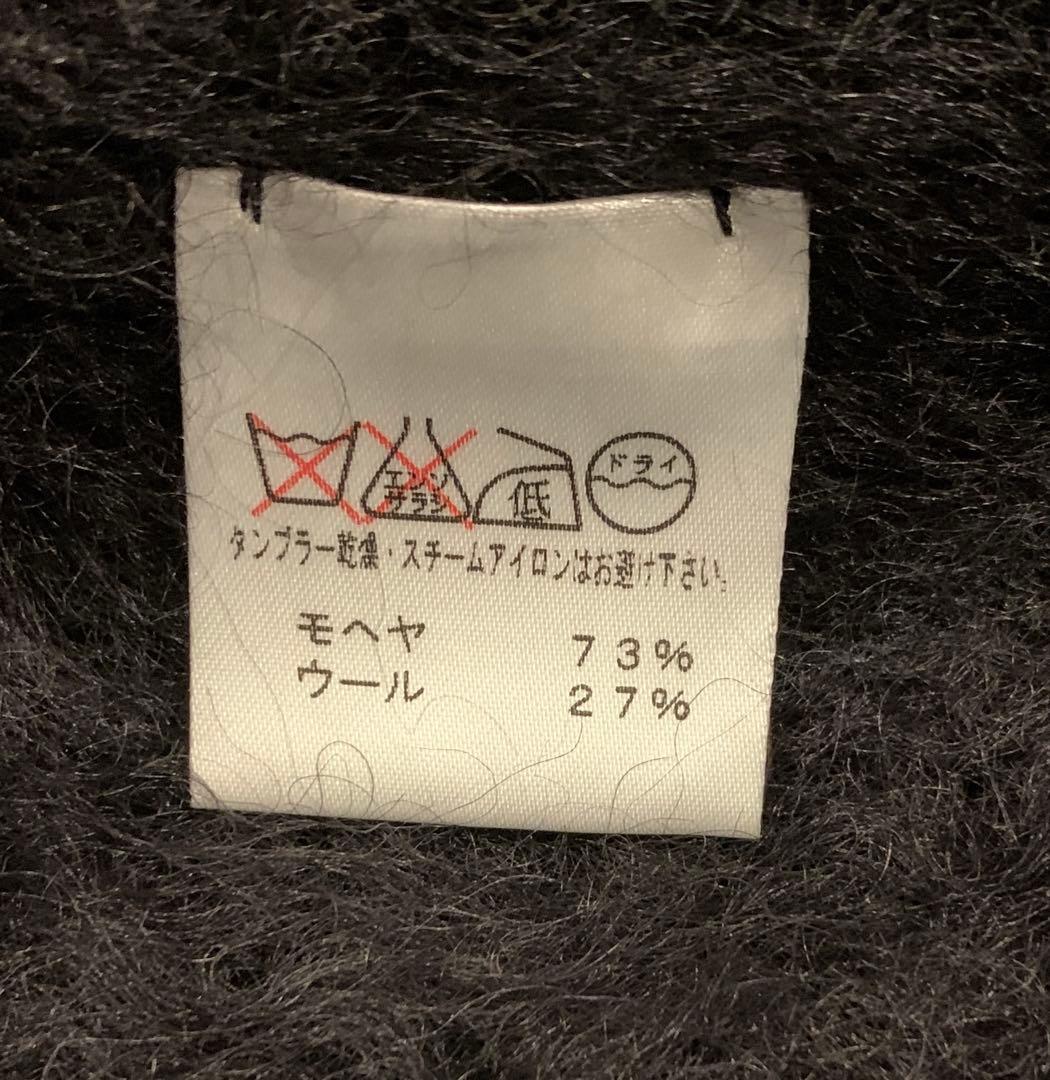 エンソ
サラシ
低
ドライ
タンブラー乾燥・スチームアイロンはお避け下さい。
モヘヤ 73%
ウール 27%